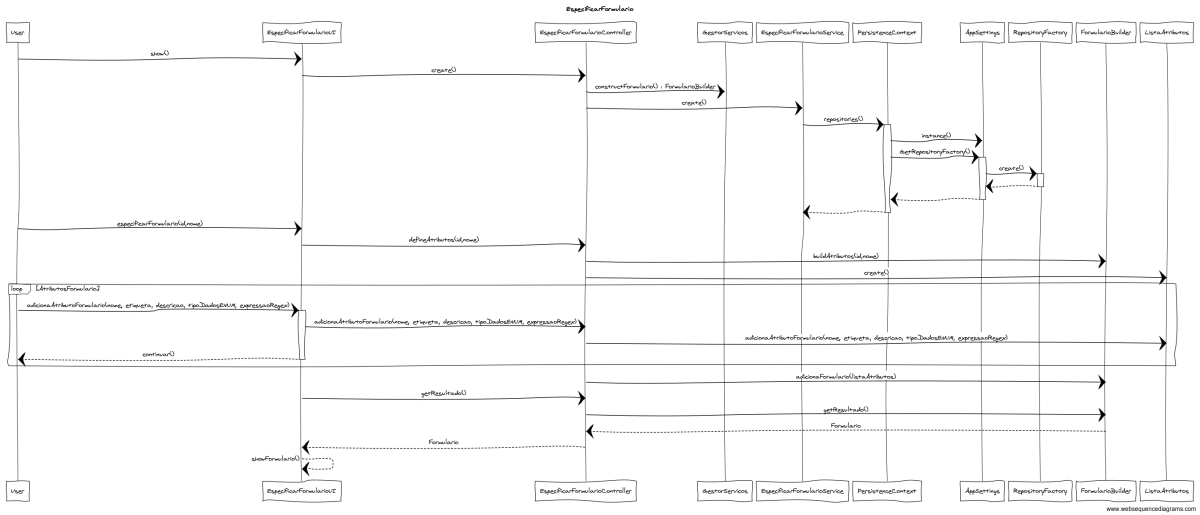 EspecificarFormulario
User EspecificarFormularioUI EspecificarFormularioController GestorServicos EspecificarFormularioService PersistenceContext AppSettings RepositoryFactory FormularioBuilder ListaAtributos
show()
create()
constructFormulario() : FormularioBuilder
create()
repositories()
instance()
GetRepositoryFactory()
create()
especificarFormulario(id,nome)
defineAtributos(id,nome)
buildAtributos(id,nome)
create()
loop [AtributosFormulario]
adicionaAtributoFormulario(nome, etiqueta, descricao, tipoDadosENUM, expressaoRegex)
adicionaAtributoFormulario(nome, etiqueta, descricao, tipoDadosENUM, expressaoRegex)
adicionaAtributoFormulario(nome, etiqueta, descricao, tipoDadosENUM, expressaoRegex)
continuar()
adicionaFormulario(listaAtributos)
getResultado()
getResultado()
Formulario
Formulario
showFormulario()
User EspecificarFormularioUI EspecificarFormularioController GestorServicos EspecificarFormularioService PersistenceContext AppSettings RepositoryFactory FormularioBuilder ListaAtributos
www.websequencediagrams.com